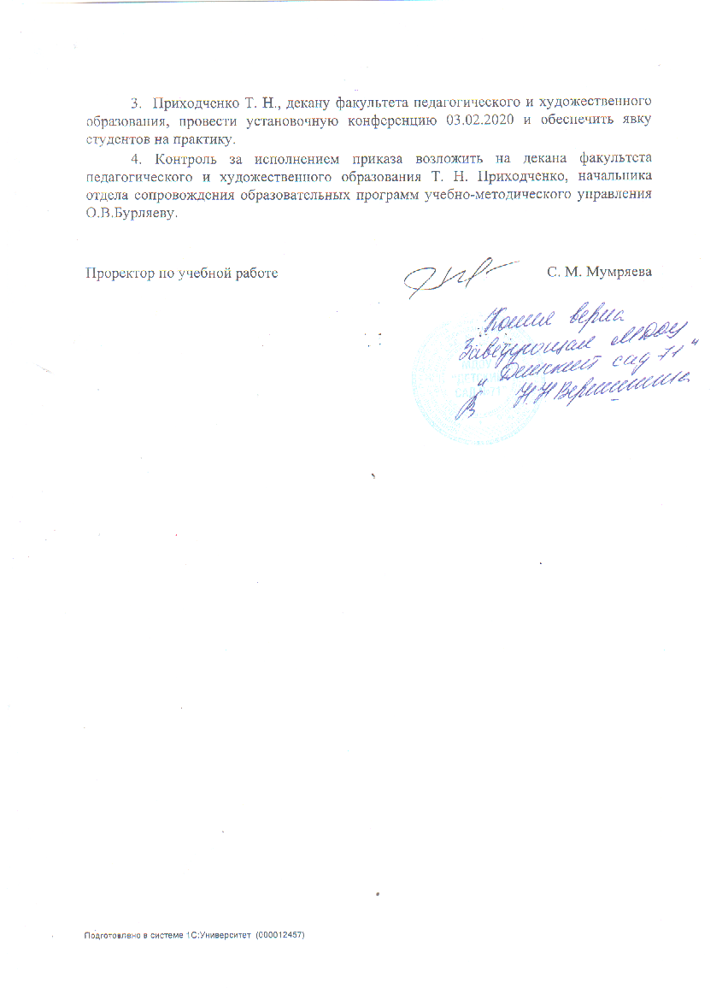 3. Приходченко Т. Н., декану факультета педагогического и художественного
образования, провести установочную конференцию 03.02.2020 и обеспечить явку
студентов на практику.
4. Контроль за исполнением приказа возложить на декана факультета
педагогического и художественного образования Т. Н. Приходченко, начальника
отдела сопровождения образовательных программ учебно-методического управления
О.В.Бурляеву.
Проректор по учебной работе С. М. Мумряева
Копия верна
Заведующая МДОУ
"Детский сад 71"
Н.Н Вершинина
Подготовлено в системе 1С:Университет (000012457)